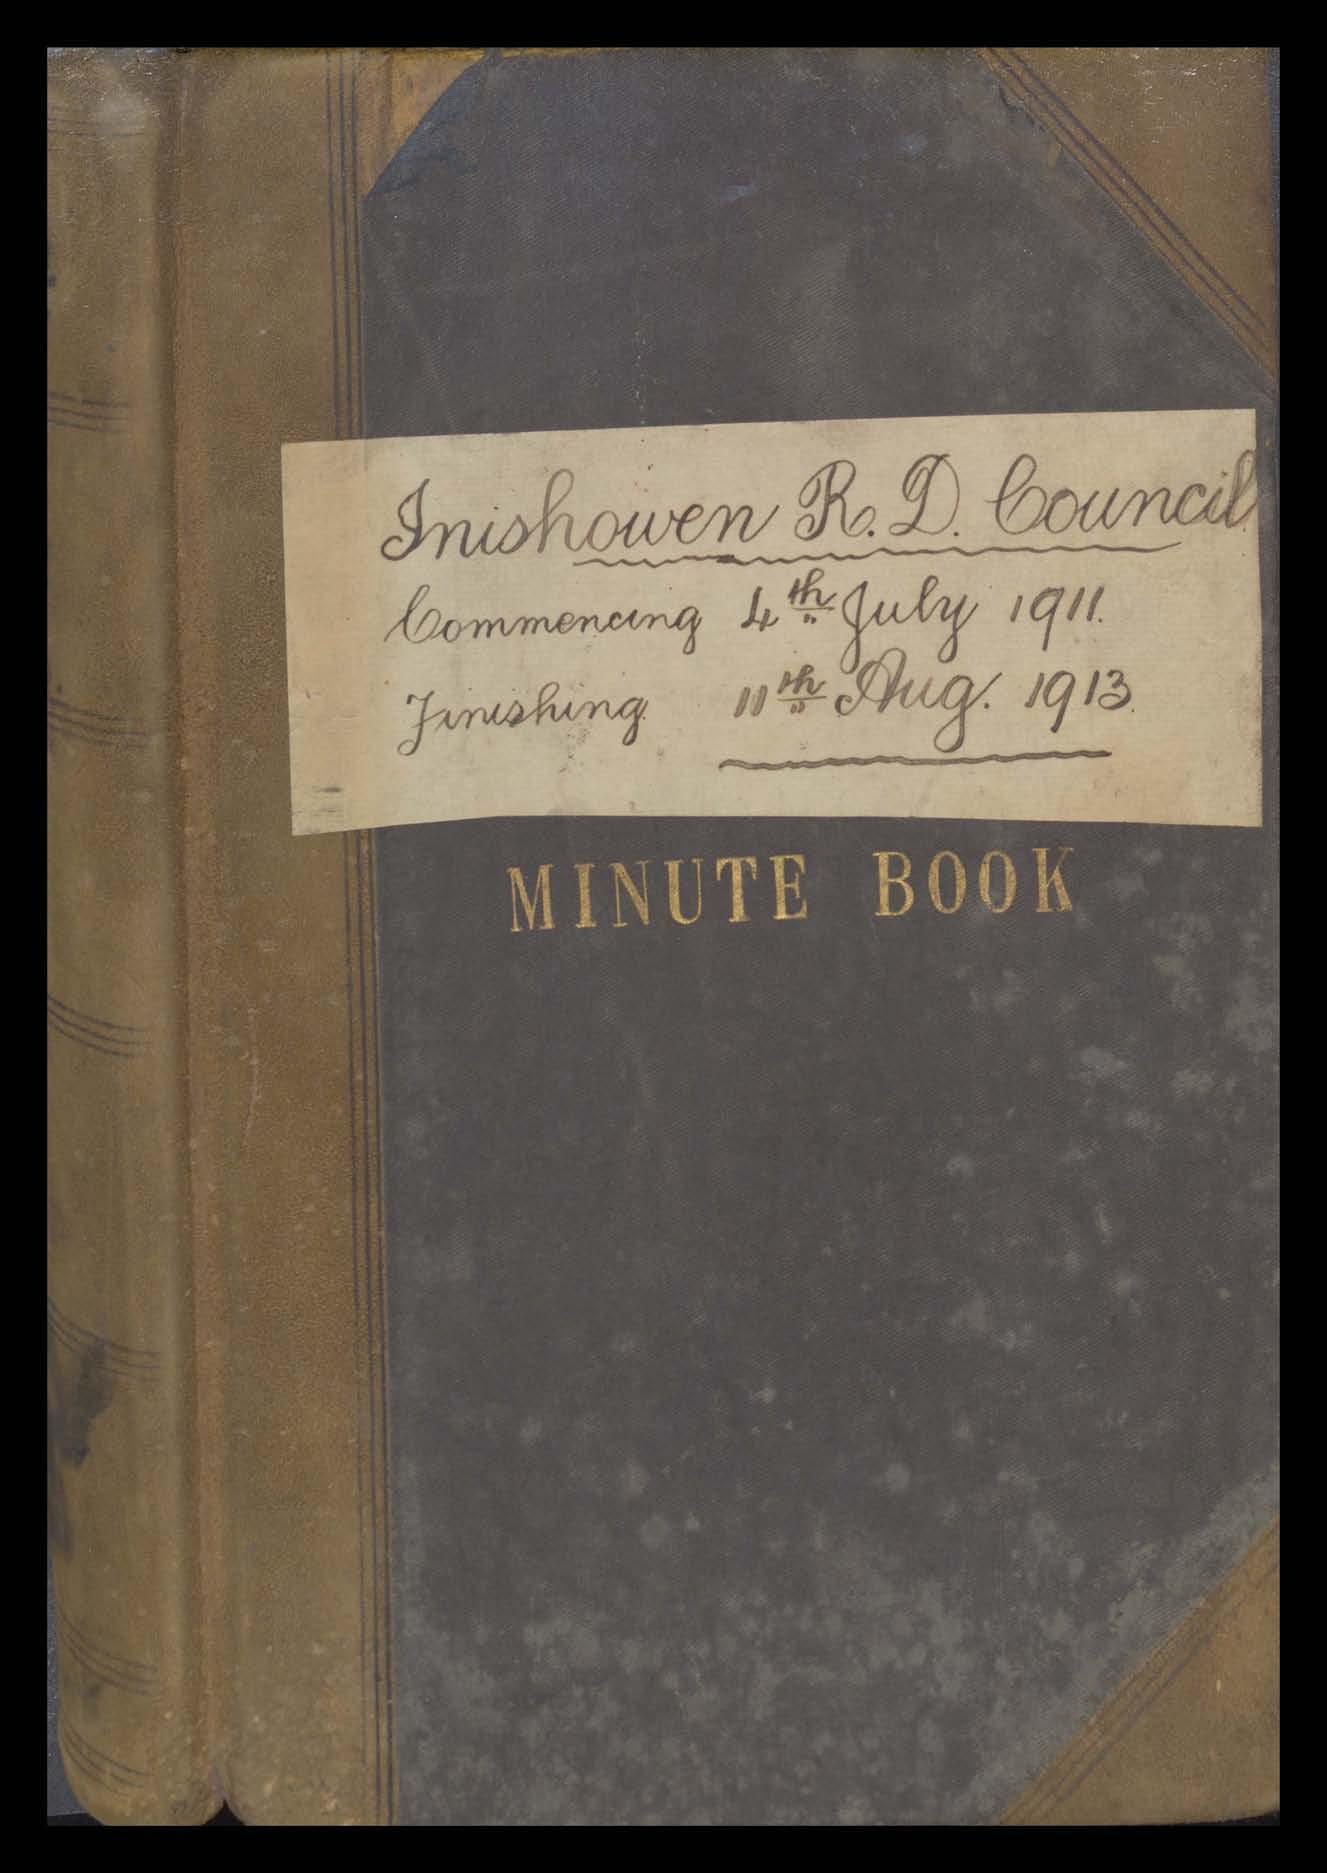 Inishowen R. D. Council.
Commencing 4th July 1911.
Finishing. 11th Aug. 1913.
MINUTE BOOK